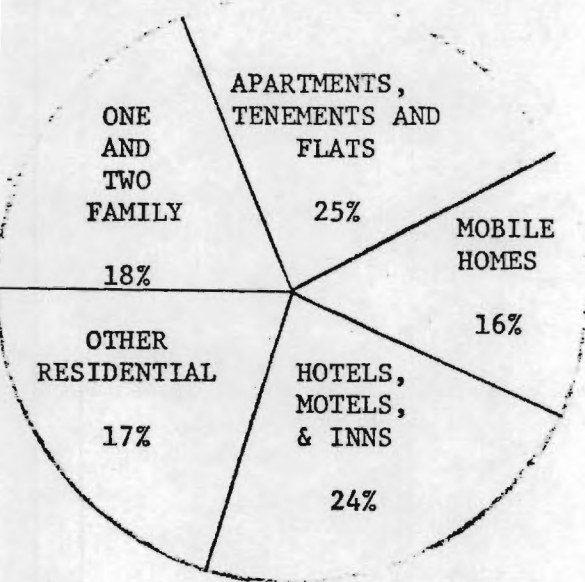 APARTMENTS,
TENEMENTS AND
FLATS
25%
ONE
AND
TWO
FAMILY
18%
MOBILE
HOMES
16%
OTHER
RESIDENTIAL
17%
HOTELS,
MOTELS,
& INNS
24%